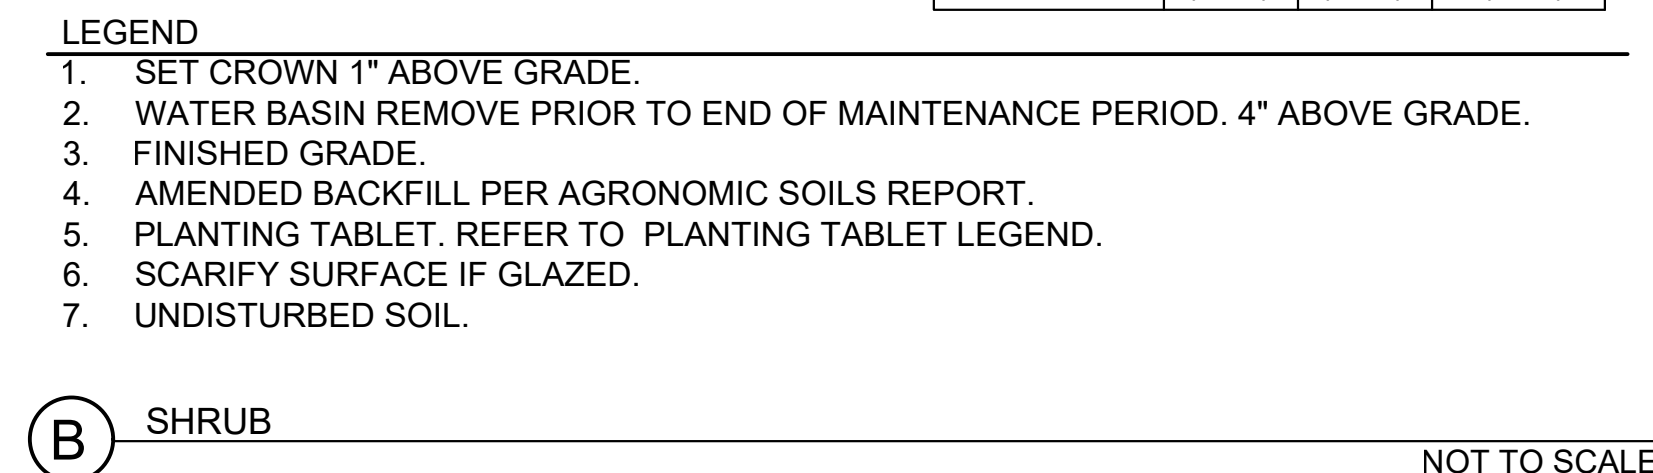 LEGEND
1. SET CROWN 1" ABOVE GRADE.
2. WATER BASIN REMOVE PRIOR TO END OF MAINTENANCE PERIOD. 4" ABOVE GRADE.
3. FINISHED GRADE.
4. AMENDED BACKFILL PER AGRONOMIC SOILS REPORT.
5. PLANTING TABLET. REFER TO PLANTING TABLET LEGEND.
6. SCARIFY SURFACE IF GLAZED.
7. UNDISTURBED SOIL.
B SHRUB
NOT TO SCALE